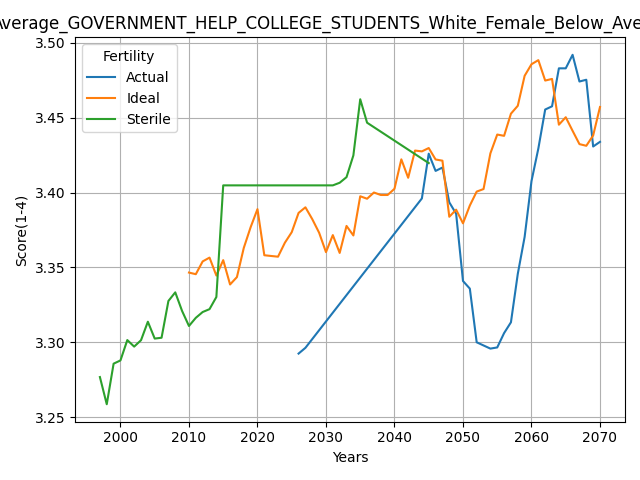 Average_GOVERNMENT_HELP_COLLEGE_STUDENTS_White_Female_Below_Ave
Fertility
Actual
Ideal
Sterile
Score(1-4)
3.50
3.45
3.40
3.35
3.30
3.25
2000 2010 2020 2030 2040 2050 2060 2070
Years